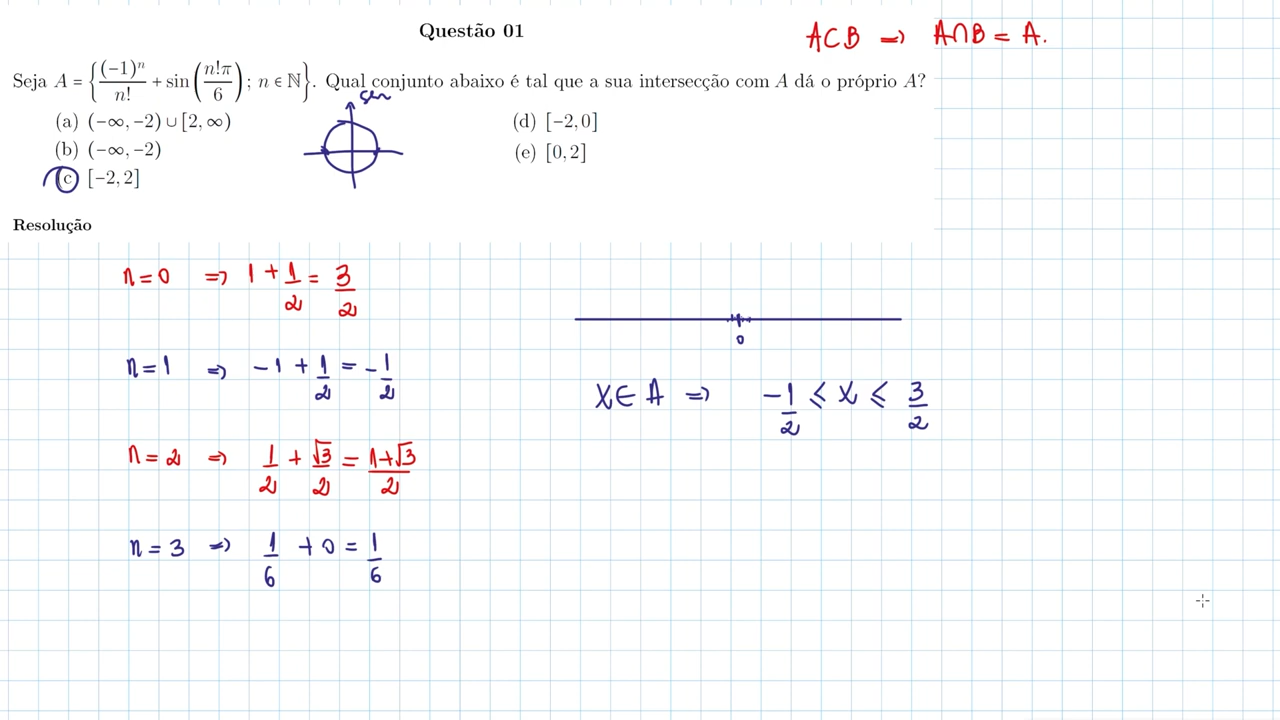 Questão 01
A⊂B ⇒ A∩B = A.
Seja A = {(-1)^n/n! + sin(n!π/6); n ∈ ℕ}. Qual conjunto abaixo é tal que a sua intersecção com A dá o próprio A?
sen
(a) (−∞, −2) ∪ [2, ∞)
(b) (−∞, −2)
(c) [−2, 2]
(d) [−2, 0]
(e) [0, 2]
Resolução
n=0 ⇒ 1 + 1/2 = 3/2
n=1 ⇒ -1 + 1/2 = -1/2
n=2 ⇒ 1/2 + √3/2 = 1+√3/2
n=3 ⇒ 1/6 + 0 = 1/6
0
x∈A ⇒ -1/2 ≤ x ≤ 3/2